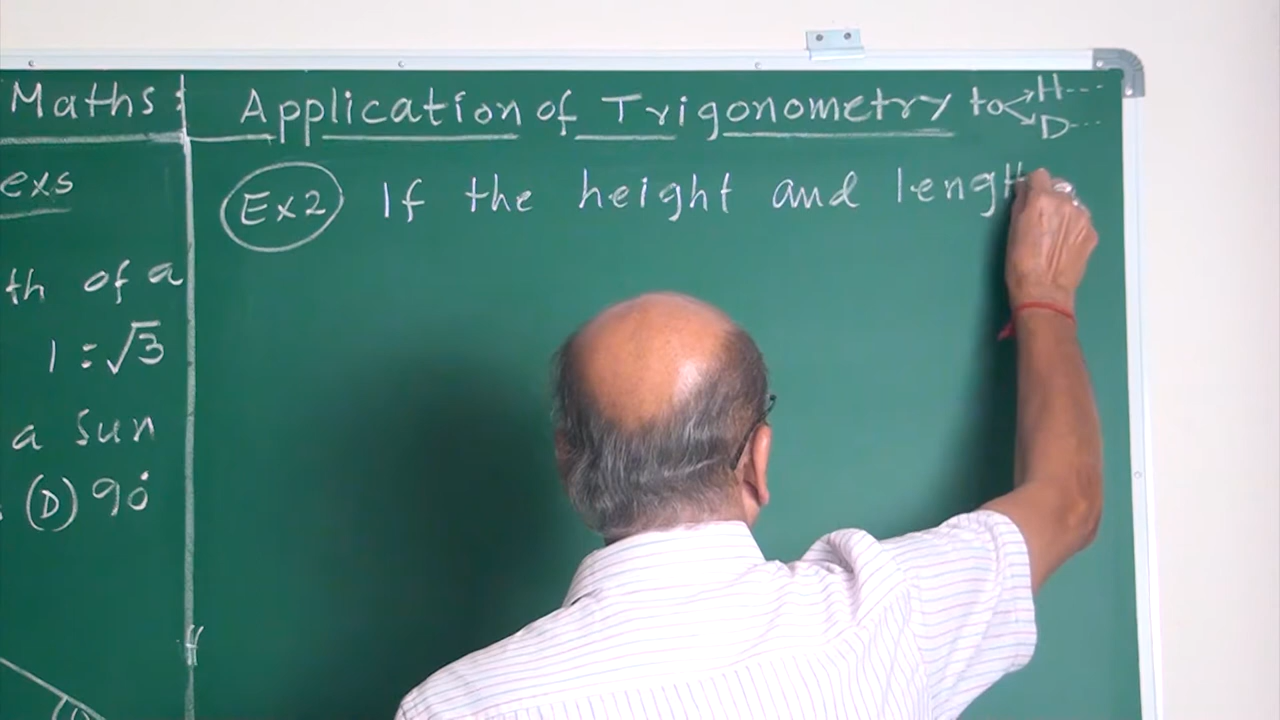 Maths :
exs
th of a
1 : √3
a sun
(D) 90°
Application of Trigonometry to H---
D---
Ex2 If the height and length